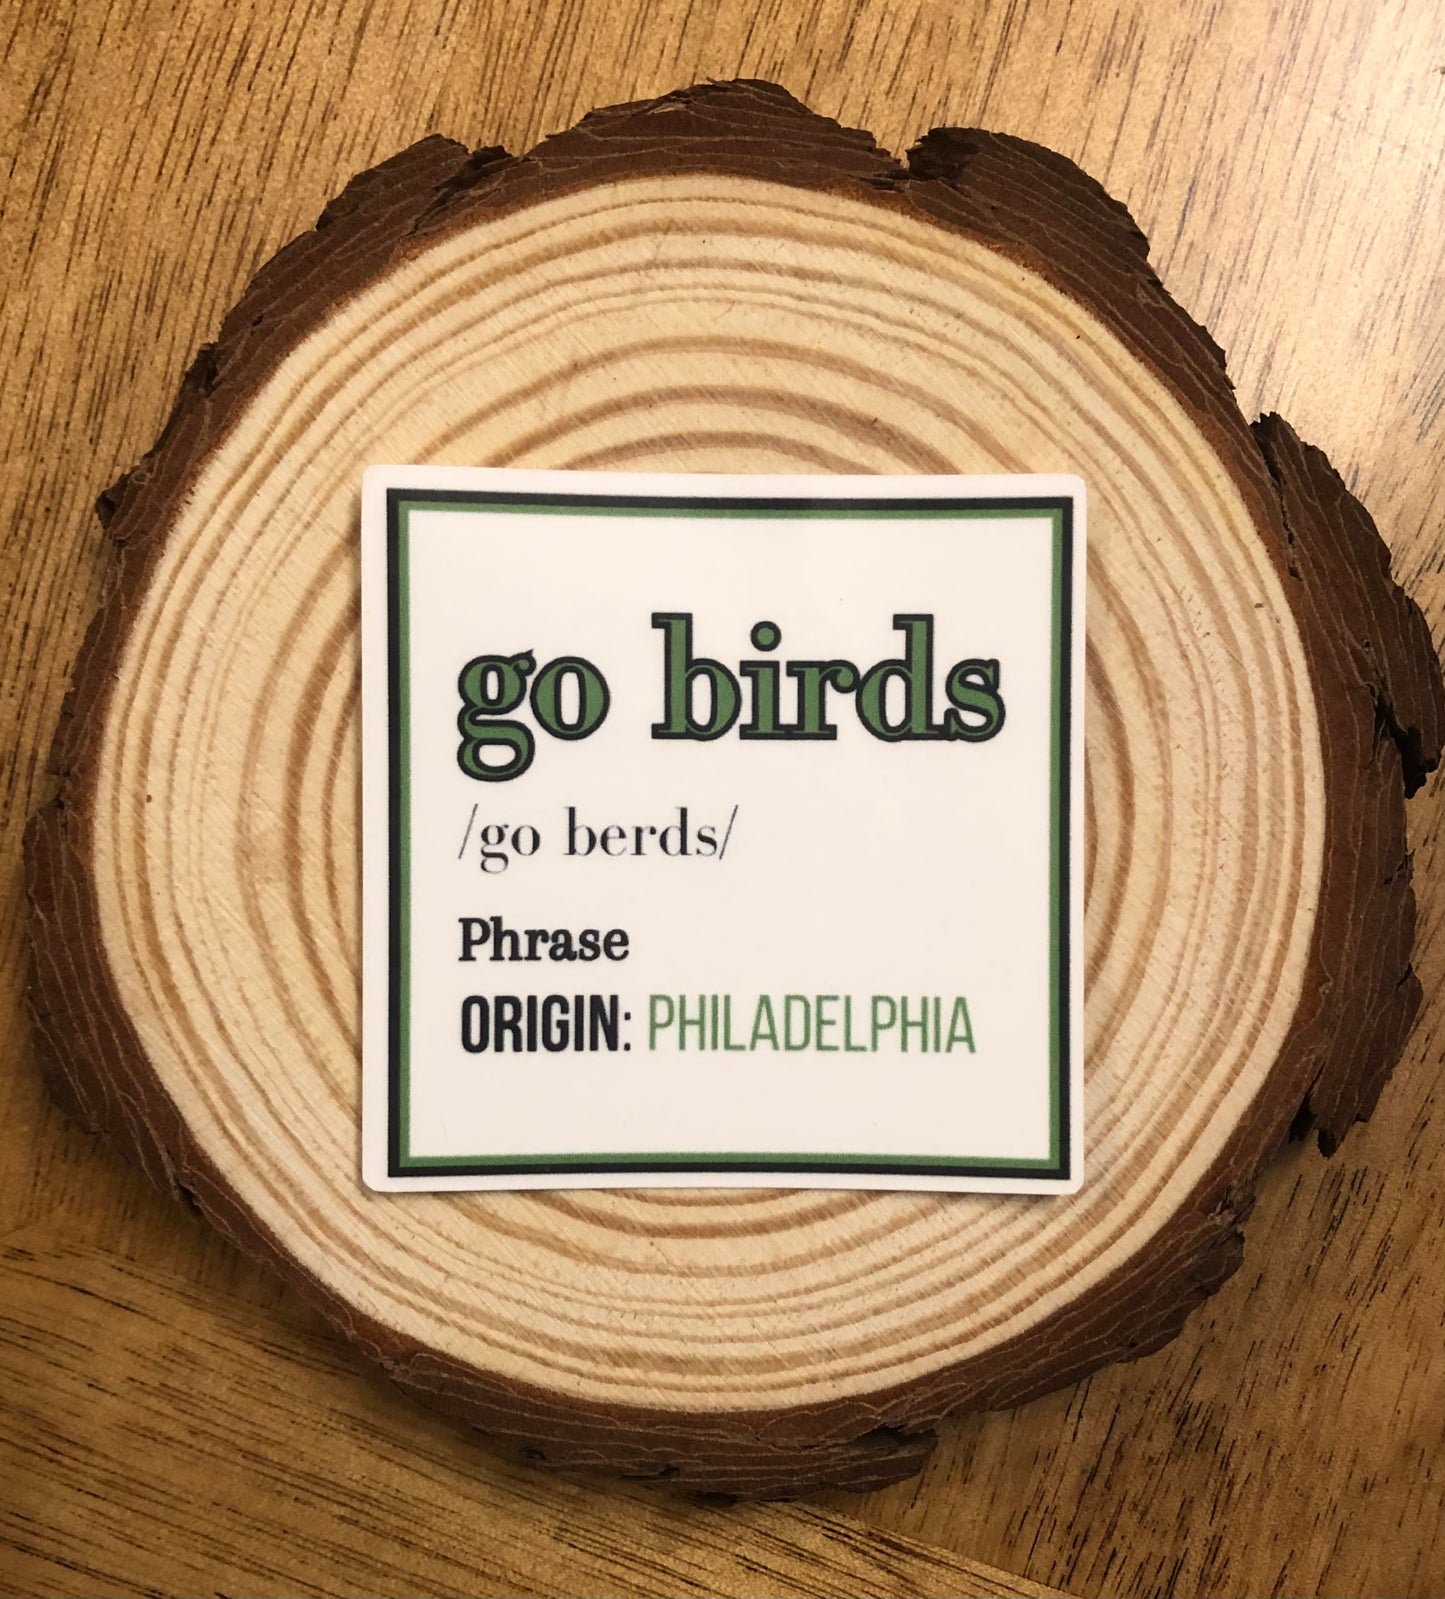 go birds
/go berds/
Phrase
ORIGIN: PHILADELPHIA